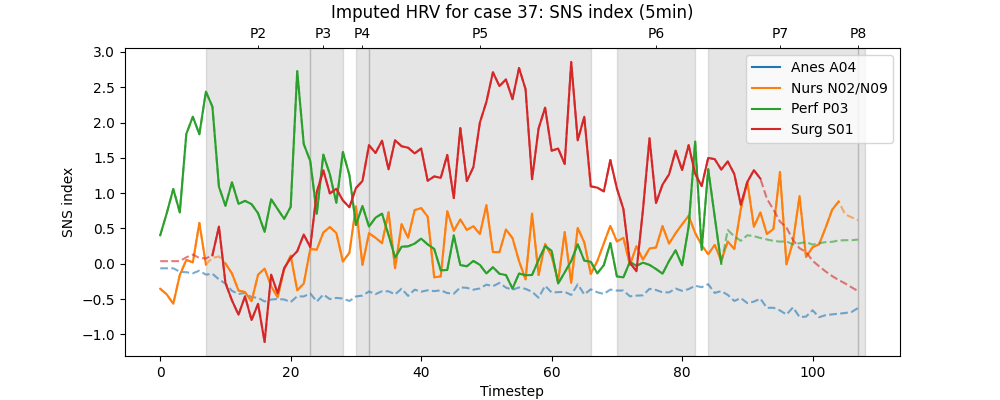 Imputed HRV for case 37: SNS index (5min)
P2 P3 P4 P5 P6 P7 P8
SNS index
3.0
2.5
2.0
1.5
1.0
0.5
0.0
−0.5
−1.0
Anes A04
Nurs N02/N09
Perf P03
Surg S01
0 20 40 60 80 100
Timestep